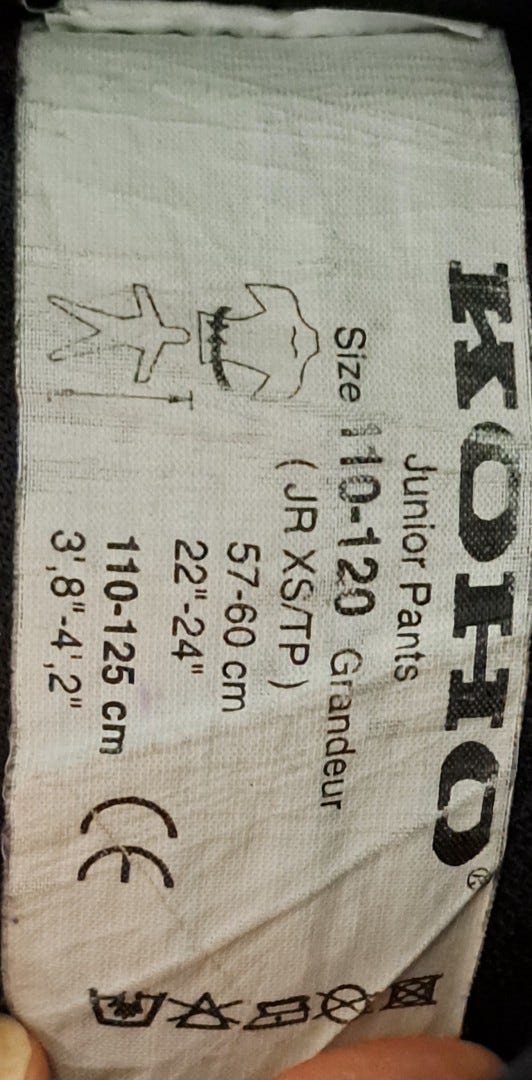 KOHO®
Junior Pants
Size 110-120 Grandeur
(JR XS/TP)
57-60 cm
22"-24"
110-125 cm
3',8"-4',2"
CE